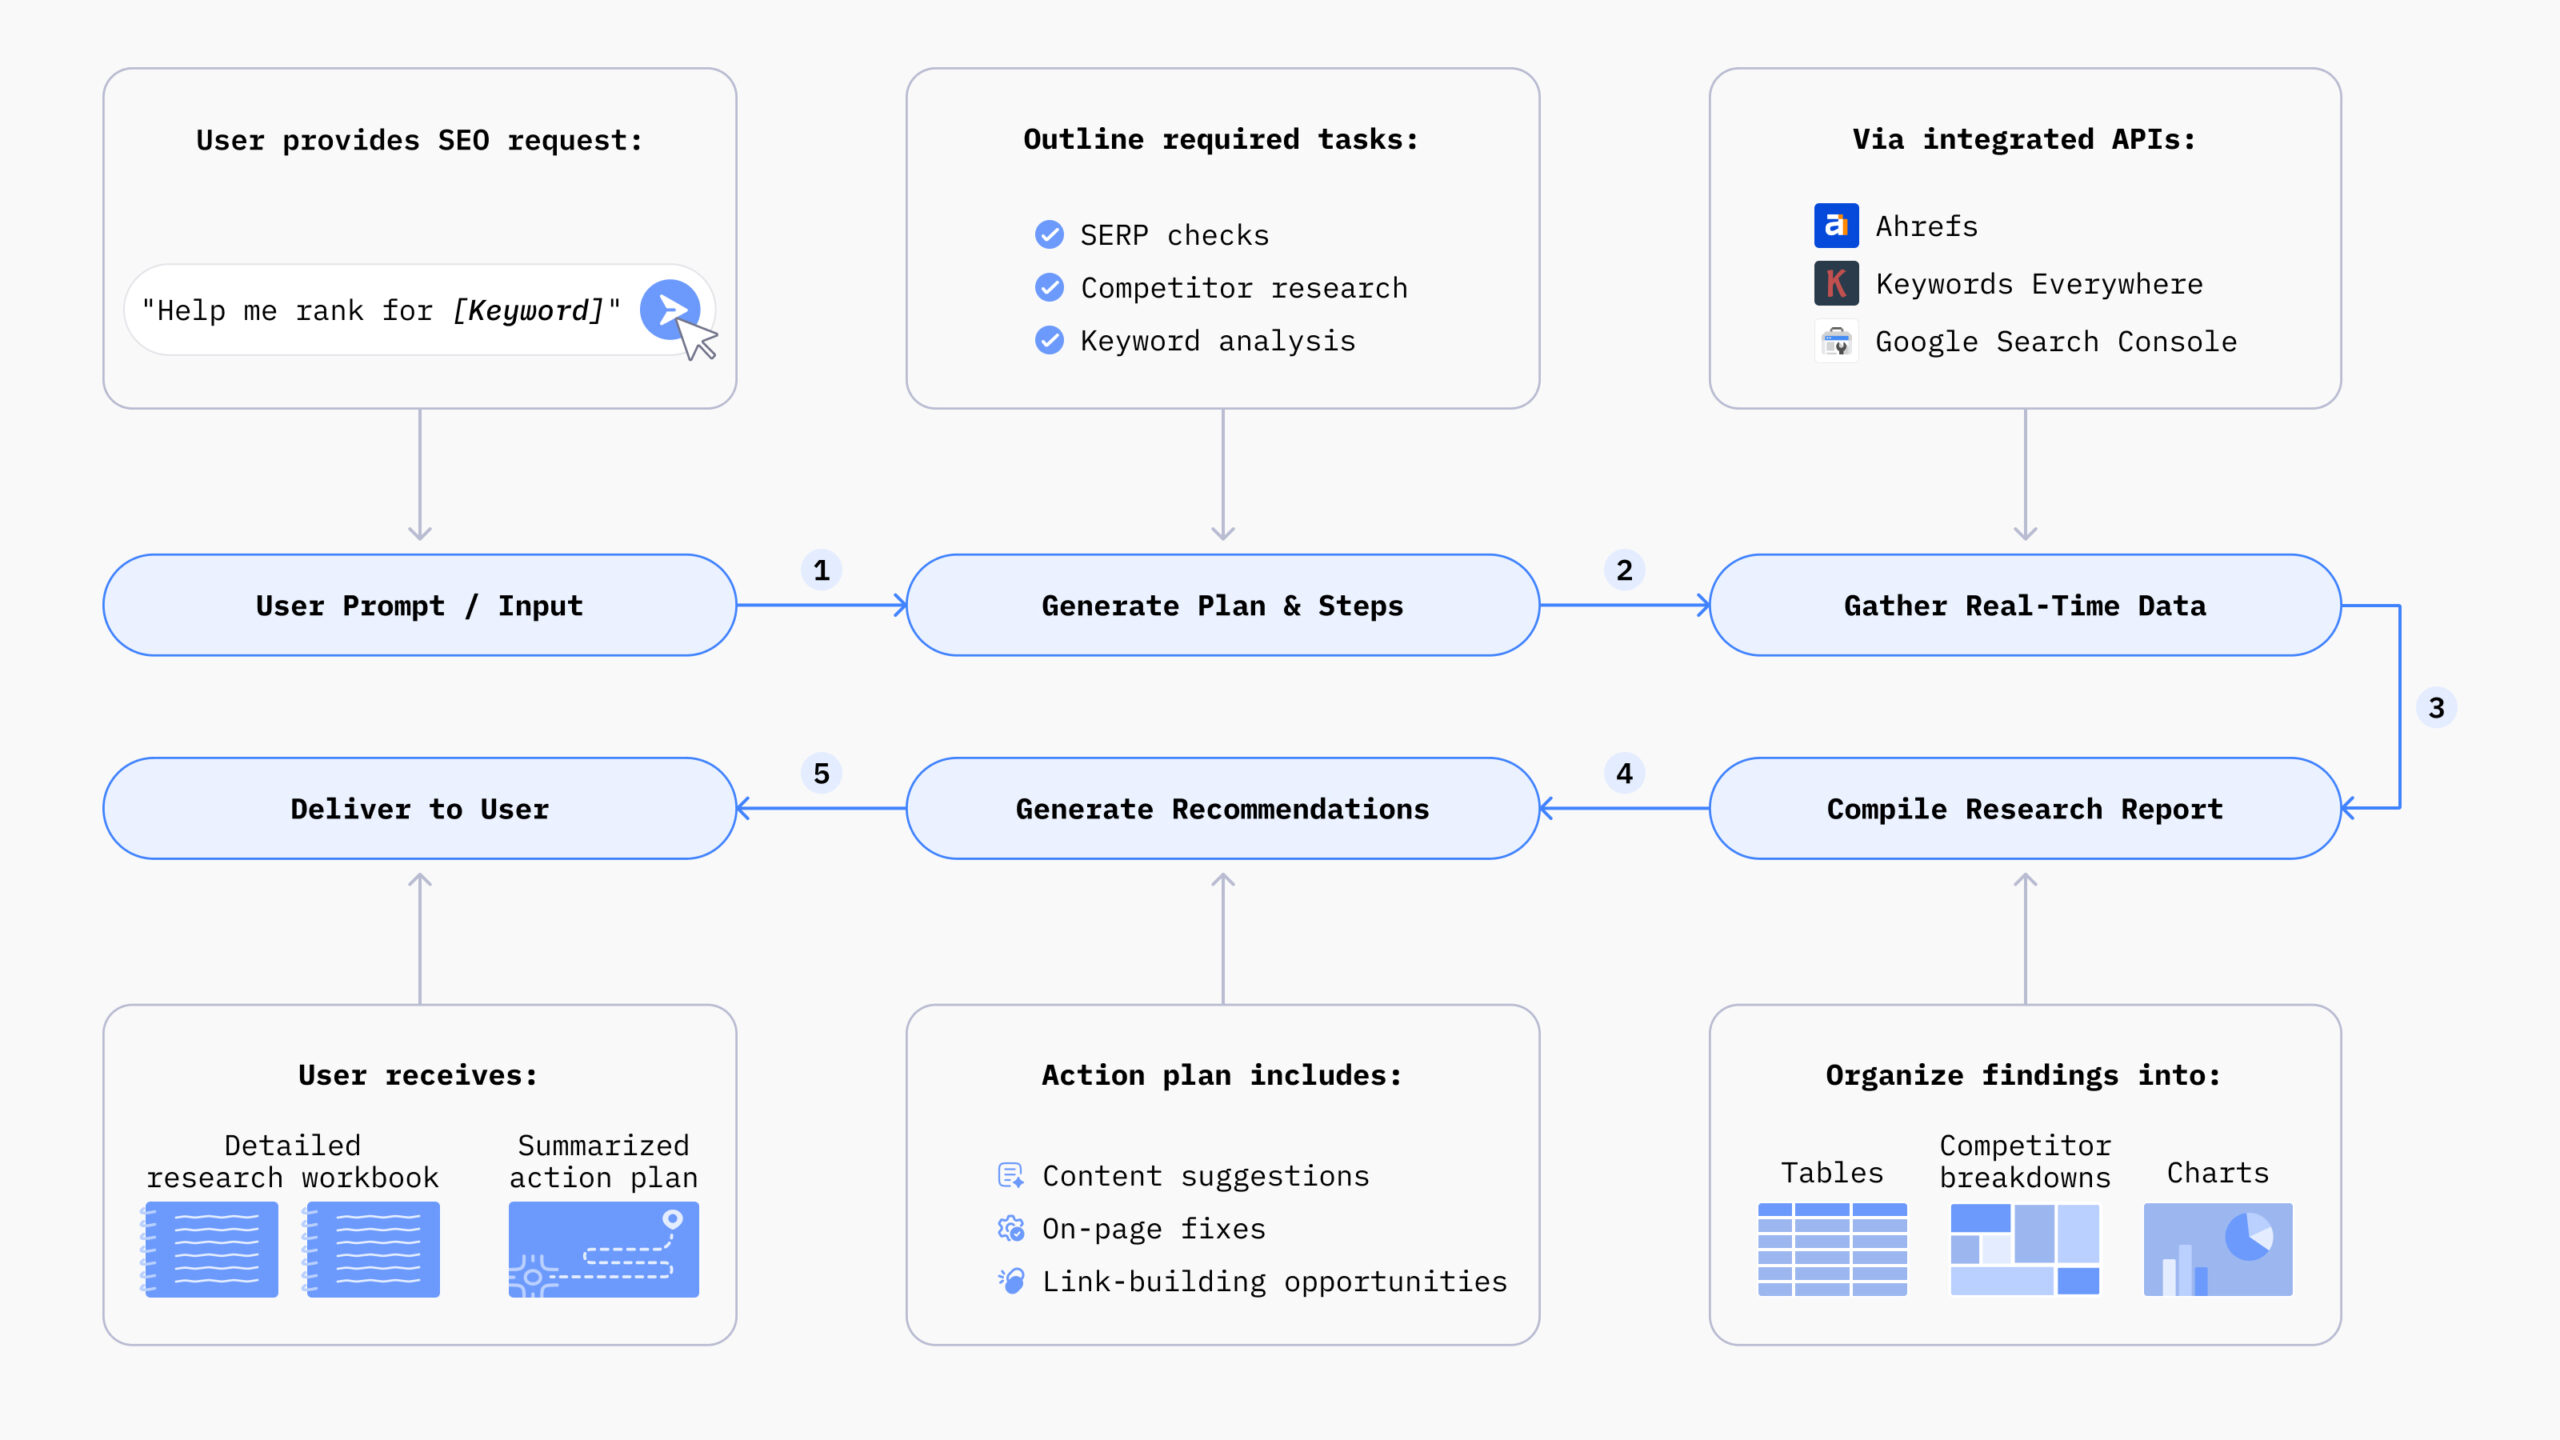 User provides SEO request:
"Help me rank for [Keyword]"
Outline required tasks:
SERP checks
Competitor research
Keyword analysis
Via integrated APIs:
a
Ahrefs
K
Keywords Everywhere
Google Search Console
User Prompt / Input
1
Generate Plan & Steps
2
Gather Real-Time Data
3
Deliver to User
5
Generate Recommendations
4
Compile Research Report
User receives:
Detailed
research workbook
Summarized
action plan
Action plan includes:
Content suggestions
On-page fixes
Link-building opportunities
Organize findings into:
Tables
Competitor
breakdowns
Charts